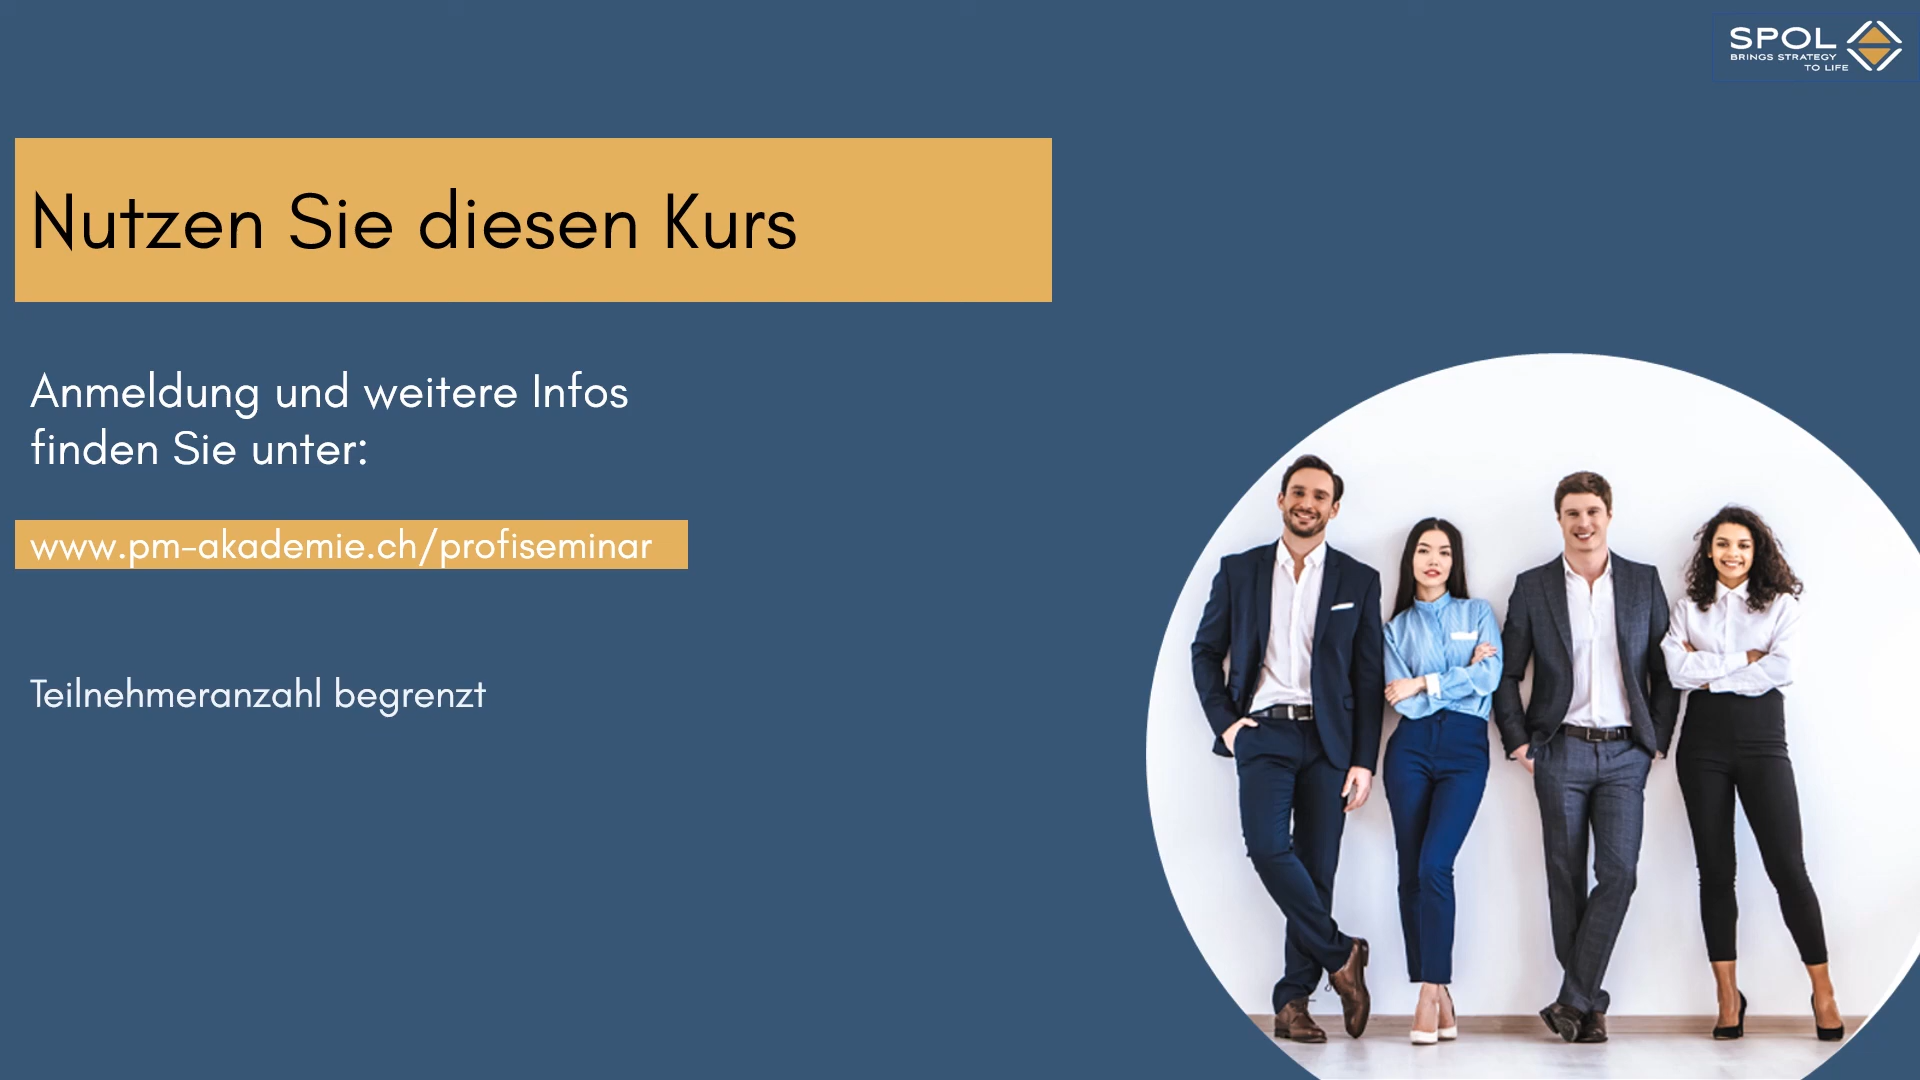 SPOL
BRINGS STRATEGY
TO LIFE
Nutzen Sie diesen Kurs
Anmeldung und weitere Infos
finden Sie unter:
www.pm-akademie.ch/profiseminar
Teilnehmeranzahl begrenzt